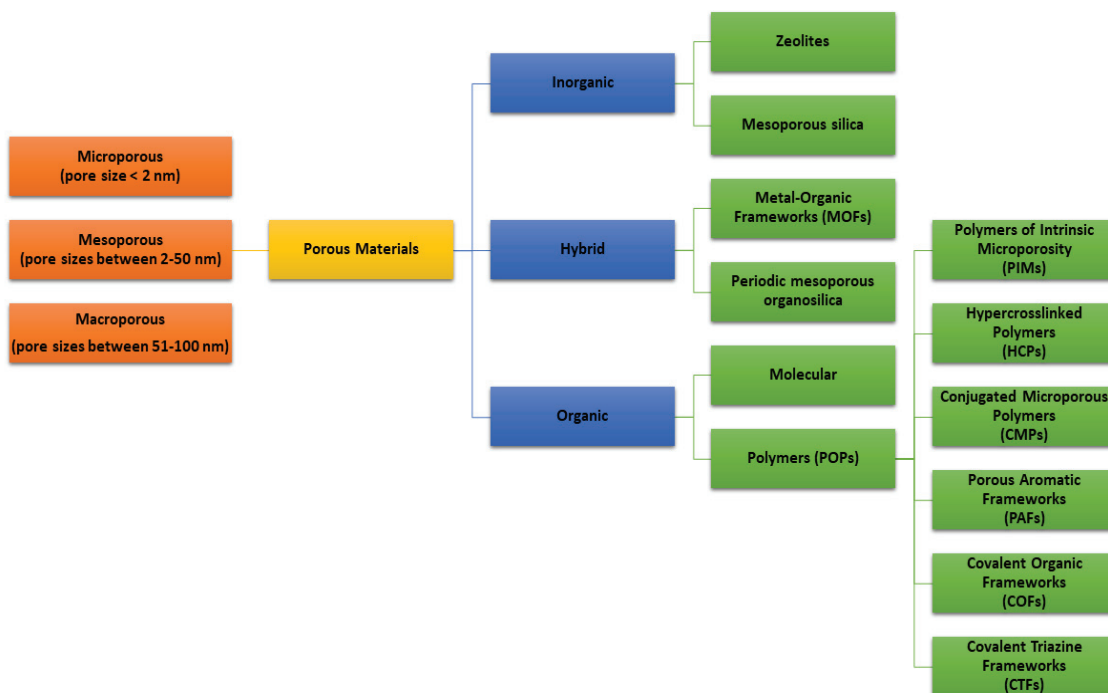 Microporous
(pore size < 2 nm)
Mesoporous
(pore sizes between 2-50 nm)
Macroporous
(pore sizes between 51-100 nm)
Porous Materials
Inorganic
Hybrid
Organic
Zeolites
Mesoporous silica
Metal-Organic
Frameworks (MOFs)
Periodic mesoporous
organosilica
Molecular
Polymers (POPs)
Polymers of Intrinsic
Microporosity
(PIMs)
Hypercrosslinked
Polymers
(HCPs)
Conjugated Microporous
Polymers
(CMPs)
Porous Aromatic
Frameworks
(PAFs)
Covalent Organic
Frameworks
(COFs)
Covalent Triazine
Frameworks
(CTFs)